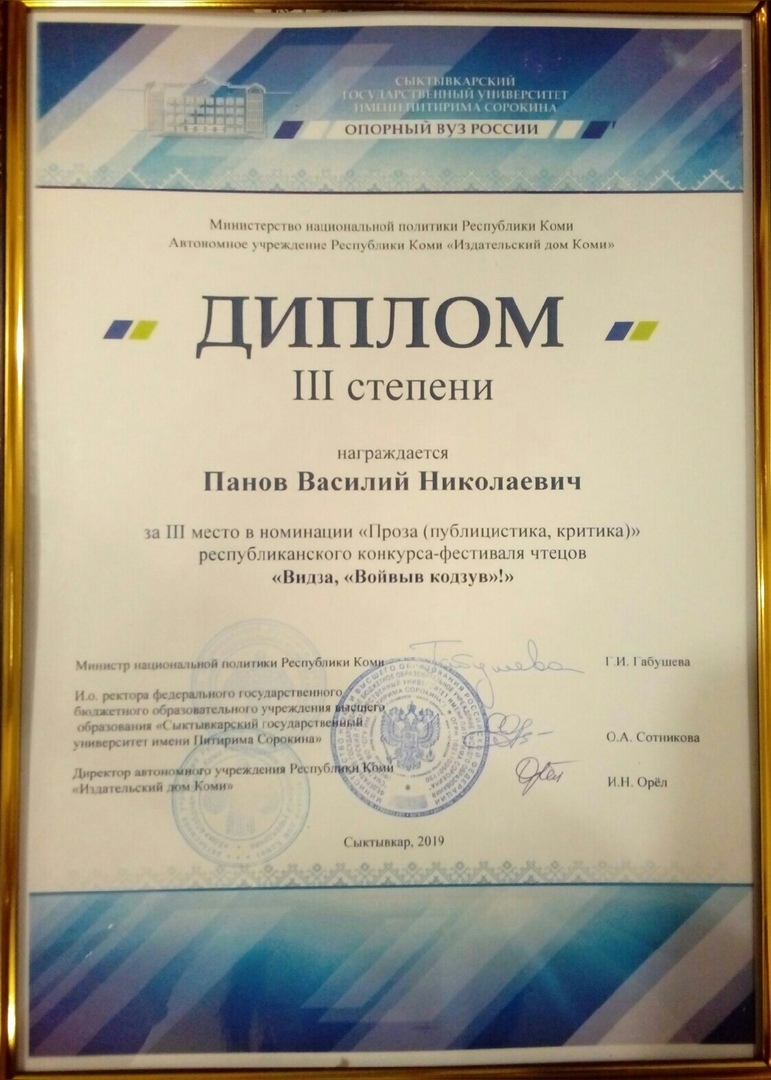 СЫКТЫВКАРСКИЙ
ГОСУДАРСТВЕННЫЙ УНИВЕРСИТЕТ
ИМЕНИ ПИТИРИМА СОРОКИНА
ОПОРНЫЙ ВУЗ РОССИИ
Министерство национальной политики Республики Коми
Автономное учреждение Республики Коми «Издательский дом Коми»
ДИПЛОМ
III степени
награждается
Панов Василий Николаевич
за III место в номинации «Проза (публицистика, критика)»
республиканского конкурса-фестиваля чтецов
«Видза, «Войвыв кодзув»!»
Министр национальной политики Республики Коми
Габушева
Г.И. Габушева
И.о. ректора федерального государственного
бюджетного образовательного учреждения высшего
образования «Сыктывкарский государственный
университет имени Питирима Сорокина»
О.А. Сотникова
Директор автономного учреждения Республики Коми
«Издательский дом Коми»
И.Н. Орёл
Сыктывкар, 2019